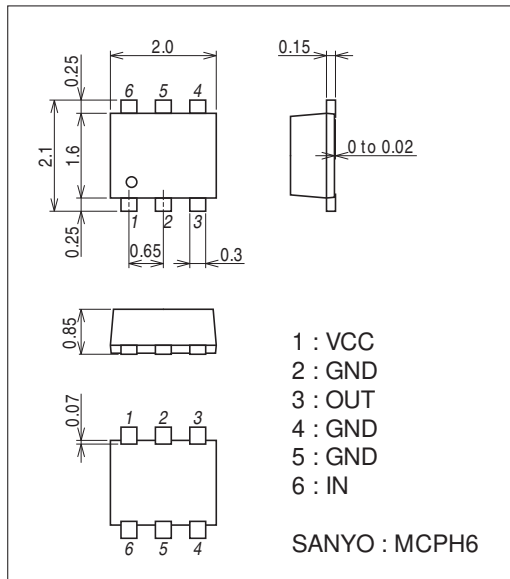 2.0
0.15
0.25
6 5 4
2.1
1.6
0 to 0.02
0.25
1 2 3
0.65
0.3
0.85
1 : VCC
2 : GND
3 : OUT
4 : GND
5 : GND
6 : IN
0.07
1 2 3
6 5 4
SANYO : MCPH6